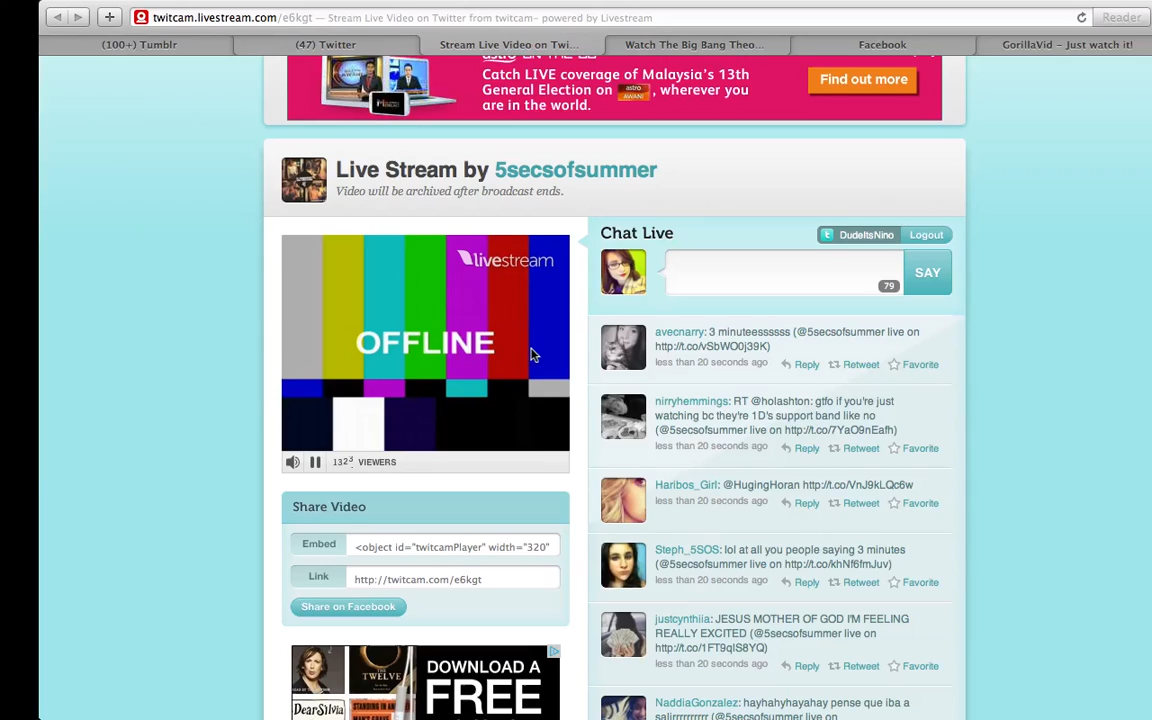 twitcam.livestream.com/e6kgt — Stream Live Video on Twitter from twitcam- powered by Livestream
Reader
(100+) Tumblr
(47) Twitter
Stream Live Video on Twi...
Watch The Big Bang Theo...
Facebook
GorillaVid – Just watch it!
Catch LIVE coverage of Malaysia's 13th
General Election on astro AWANI, wherever you
are in the world.
Find out more
Live Stream by 5secsofsummer
Video will be archived after broadcast ends.
livestream
OFFLINE
VIEWERS
Share Video
Embed
<object id="twitcamPlayer" width="320"
Link
http://twitcam.com/e6kgt
Share on Facebook
DOWNLOAD A
FREE
THE
TWELVE
DearSylvia
Chat Live
DudeItsNino
Logout
79
SAY
avecnarry: 3 minuteessssss (@5secsofsummer live on
http://t.co/vSbWO0j39K)
less than 20 seconds ago Reply Retweet Favorite
nirryhemmings: RT @holashton: gtfo if you're just
watching bc they're 1D's support band like no
(@5secsofsummer live on http://t.co/7YaO9nEafh)
less than 20 seconds ago Reply Retweet Favorite
Haribos_Girl: @HugingHoran http://t.co/VnJ9kLQc6w
less than 20 seconds ago Reply Retweet Favorite
Steph_5SOS: lol at all you people saying 3 minutes
(@5secsofsummer live on http://t.co/khNf6fmJuv)
less than 20 seconds ago Reply Retweet Favorite
justcynthiia: JESUS MOTHER OF GOD I'M FEELING
REALLY EXCITED (@5secsofsummer live on
http://t.co/1FT9qlS8YQ)
less than 20 seconds ago Reply Retweet Favorite
NaddiaGonzalez: hayhahyhayahay pense que iba a
salirrrrrrrrrr (@5secsofsummer live on